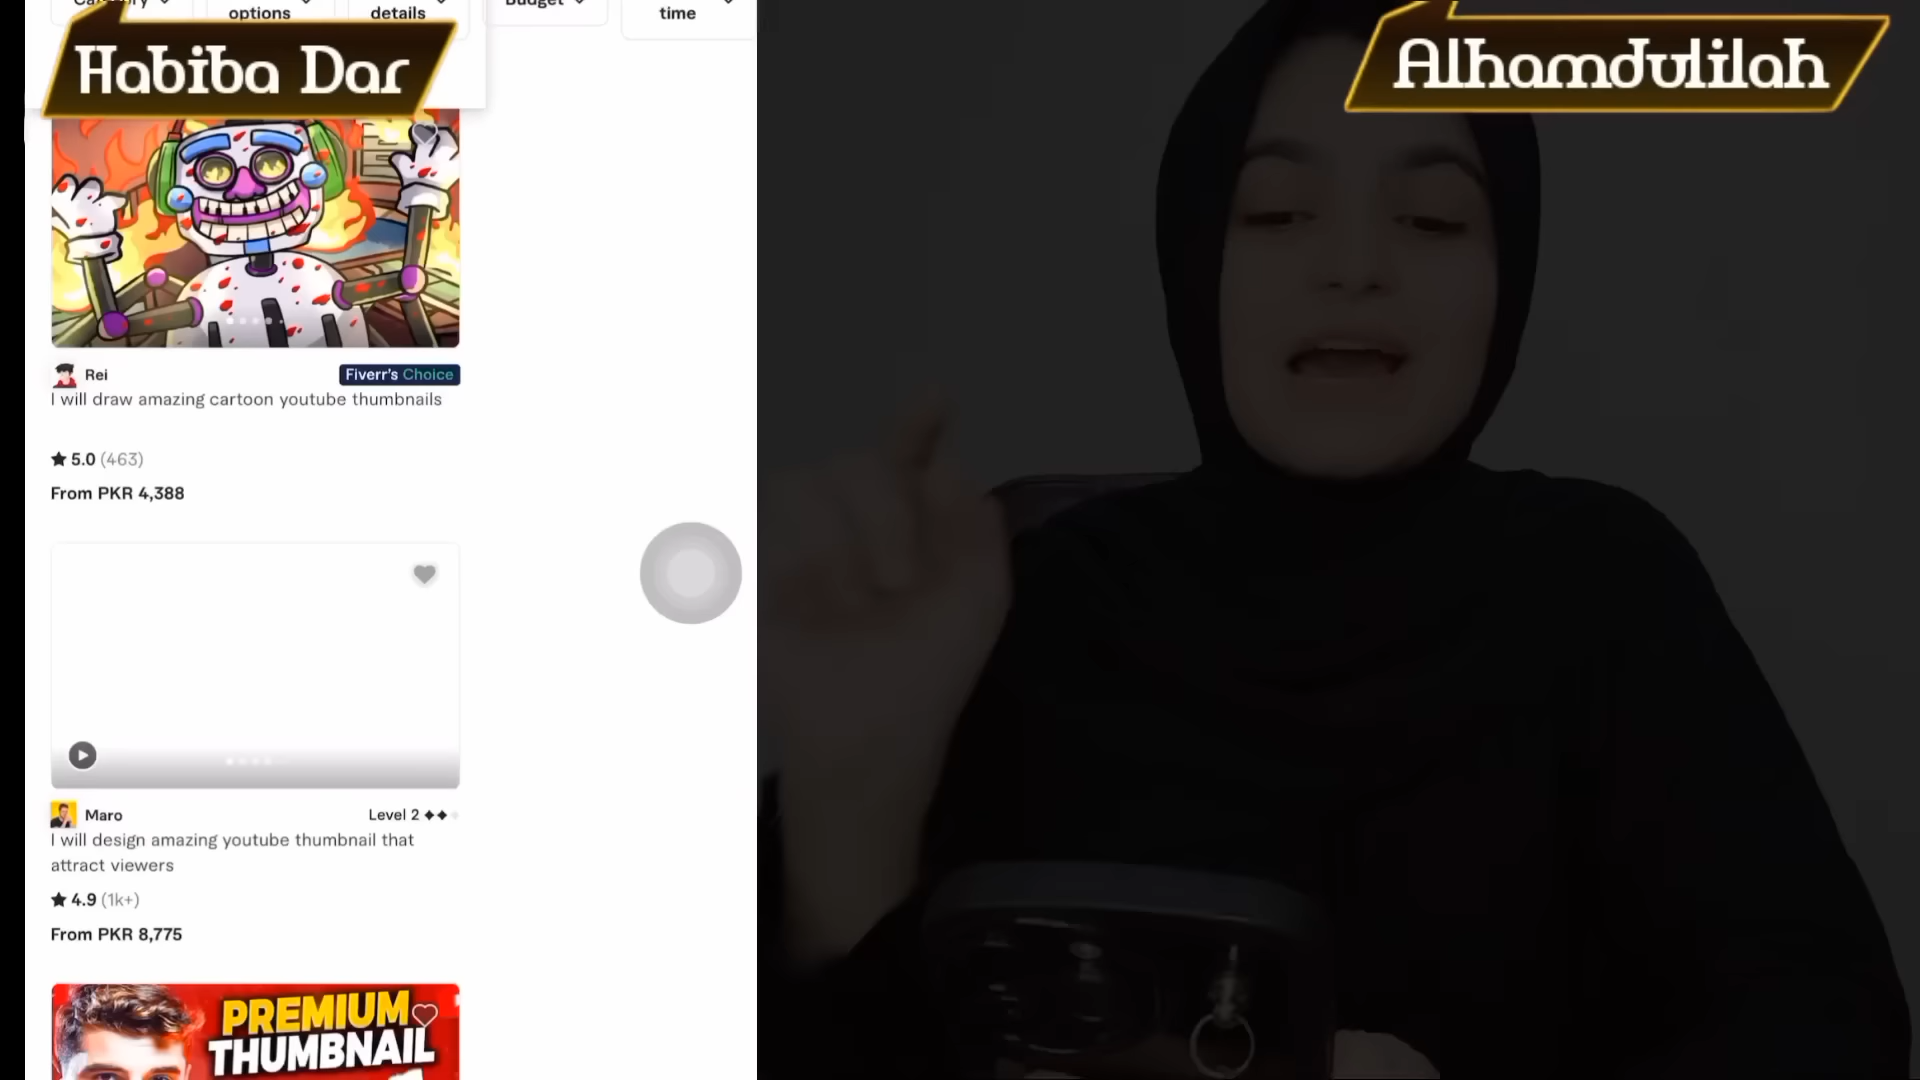 Category
options
details
Budget
time
Habiba Dar
Alhamdulilah
Rei
Fiverr's Choice
I will draw amazing cartoon youtube thumbnails
5.0 (463)
From PKR 4,388
Maro
Level 2
I will design amazing youtube thumbnail that
attract viewers
4.9 (1k+)
From PKR 8,775
PREMIUM
THUMBNAIL